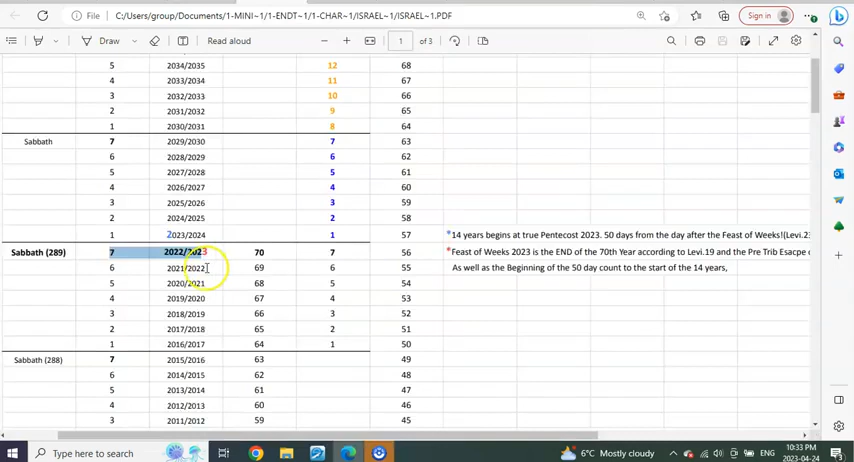 C:/Users/group/Documents/1-MINI~1/1-ENDT~1/1-CHAR~1/ISRAEL~1/ISRAEL~1.PDF
Sign in
Draw
Read aloud
1 of 3
5 2034/2035 12 68
4 2033/2034 11 67
3 2032/2033 10 66
2 2031/2032 9 65
1 2030/2031 8 64
Sabbath 7 2029/2030 7 63
6 2028/2029 6 62
5 2027/2028 5 61
4 2026/2027 4 60
3 2025/2026 3 59
2 2024/2025 2 58
1 2023/2024 1 57 *14 years begins at true Pentecost 2023. 50 days from the day after the Feast of Weeks!(Levi.23
Sabbath (289) 7 2022/2023 70 7 56 *Feast of Weeks 2023 is the END of the 70th Year according to Levi.19 and the Pre Trib Esacpe o
6 2021/2022 69 6 55 As well as the Beginning of the 50 day count to the start of the 14 years,
5 2020/2021 68 5 54
4 2019/2020 67 4 53
3 2018/2019 66 3 52
2 2017/2018 65 2 51
1 2016/2017 64 1 50
Sabbath (288) 7 2015/2016 63 49
6 2014/2015 62 48
5 2013/2014 61 47
4 2012/2013 60 46
3 2011/2012 59 45
Type here to search
6°C Mostly cloudy
ENG
10:33 PM
2023-04-24